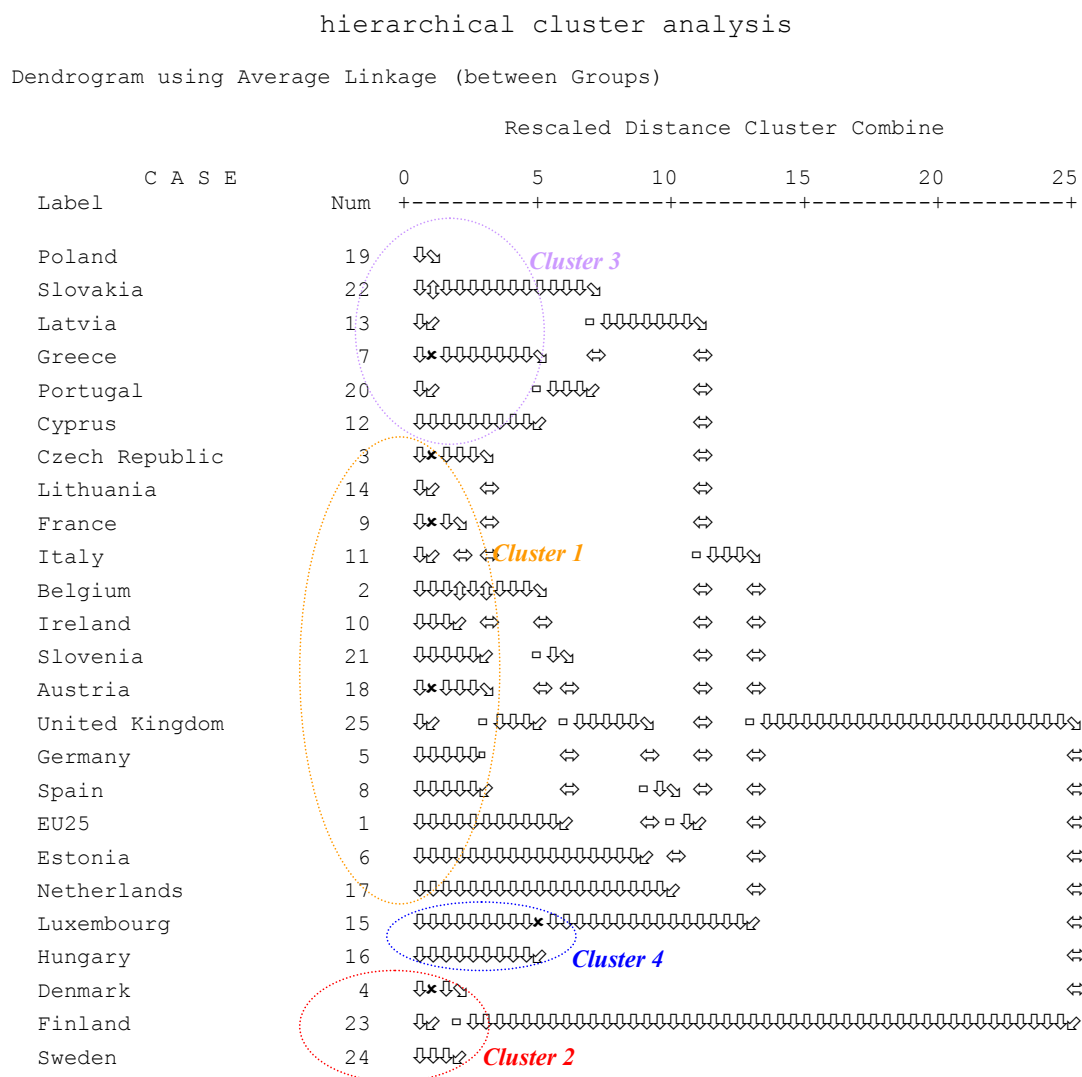 hierarchical cluster analysis
Dendrogram using Average Linkage (between Groups)
Rescaled Distance Cluster Combine
C A S E 0 5 10 15 20 25
Label Num +---------+---------+---------+---------+---------+
Poland 19 ⇩⇘ Cluster 3
Slovakia 22 ⇩⇳⇩⇩⇩⇩⇩⇩⇩⇩⇩⇩⇩⇘
Latvia 13 ⇩⇙ ▫ ⇩⇩⇩⇩⇩⇩⇩⇘
Greece 7 ⇩×⇩⇩⇩⇩⇩⇩⇩⇘ ⇔ ⇔
Portugal 20 ⇩⇙ ▫ ⇩⇩⇩⇙ ⇔
Cyprus 12 ⇩⇩⇩⇩⇩⇩⇩⇩⇩⇙ ⇔
Czech Republic 3 ⇩×⇩⇩⇩⇘ ⇔
Lithuania 14 ⇩⇙ ⇔ ⇔
France 9 ⇩×⇩⇘ ⇔ ⇔
Italy 11 ⇩⇙ ⇔ ⇔ Cluster 1 ▫ ⇩⇩⇩⇘
Belgium 2 ⇩⇩⇩⇳⇩⇳⇩⇩⇩⇘ ⇔ ⇔
Ireland 10 ⇩⇩⇩⇙ ⇔ ⇔ ⇔ ⇔
Slovenia 21 ⇩⇩⇩⇩⇩⇙ ▫ ⇩⇘ ⇔ ⇔
Austria 18 ⇩×⇩⇩⇩⇘ ⇔ ⇔ ⇔ ⇔
United Kingdom 25 ⇩⇙ ▫ ⇩⇩⇩⇙ ▫ ⇩⇩⇩⇩⇩⇘ ⇔ ▫ ⇩⇩⇩⇩⇩⇩⇩⇩⇩⇩⇩⇩⇩⇩⇩⇩⇩⇩⇩⇩⇩⇩⇩⇘
Germany 5 ⇩⇩⇩⇩⇩▫ ⇔ ⇔ ⇔ ⇔ ⇔
Spain 8 ⇩⇩⇩⇩⇩⇙ ⇔ ▫ ⇩⇘ ⇔ ⇔ ⇔
EU25 1 ⇩⇩⇩⇩⇩⇩⇩⇩⇩⇩⇩⇙ ⇔ ▫ ⇩⇙ ⇔ ⇔
Estonia 6 ⇩⇩⇩⇩⇩⇩⇩⇩⇩⇩⇩⇩⇩⇩⇩⇩⇩⇙ ⇔ ⇔ ⇔
Netherlands 17 ⇩⇩⇩⇩⇩⇩⇩⇩⇩⇩⇩⇩⇩⇩⇩⇩⇩⇩⇩⇙ ⇔ ⇔
Luxembourg 15 ⇩⇩⇩⇩⇩⇩⇩⇩⇩×⇩⇩⇩⇩⇩⇩⇩⇩⇩⇩⇩⇩⇩⇩⇩⇙ ⇔
Hungary 16 ⇩⇩⇩⇩⇩⇩⇩⇩⇩⇙ Cluster 4 ⇔
Denmark 4 ⇩×⇩⇘ ⇔
Finland 23 ⇩⇙ ▫ ⇩⇩⇩⇩⇩⇩⇩⇩⇩⇩⇩⇩⇩⇩⇩⇩⇩⇩⇩⇩⇩⇩⇩⇩⇩⇩⇩⇩⇩⇩⇩⇩⇩⇩⇩⇩⇩⇩⇩⇩⇩⇩⇩⇩⇩⇙
Sweden 24 ⇩⇩⇩⇙ Cluster 2